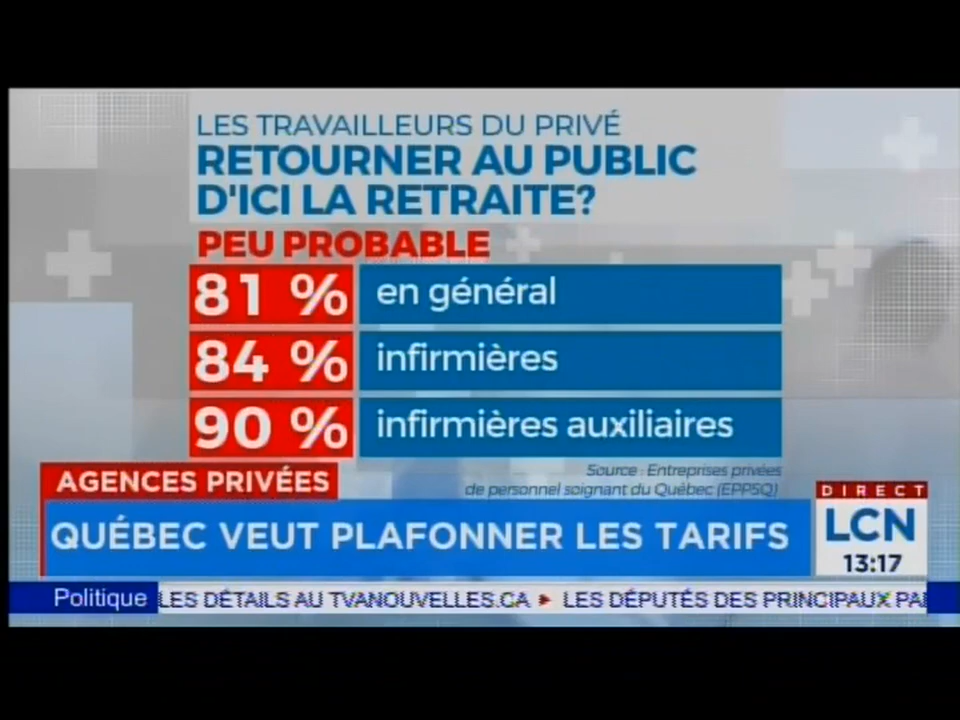 LES TRAVAILLEURS DU PRIVÉ
RETOURNER AU PUBLIC
D'ICI LA RETRAITE?
PEU PROBABLE
81 % en général
84 % infirmières
90 % infirmières auxiliaires
Source : Entreprises privées
de personnel soignant du Québec (EPPSQ)
AGENCES PRIVÉES
QUÉBEC VEUT PLAFONNER LES TARIFS
DIRECT
LCN
13:17
Politique LES DÉTAILS AU TVANOUVELLES.CA ► LES DÉPUTÉS DES PRINCIPAUX PA